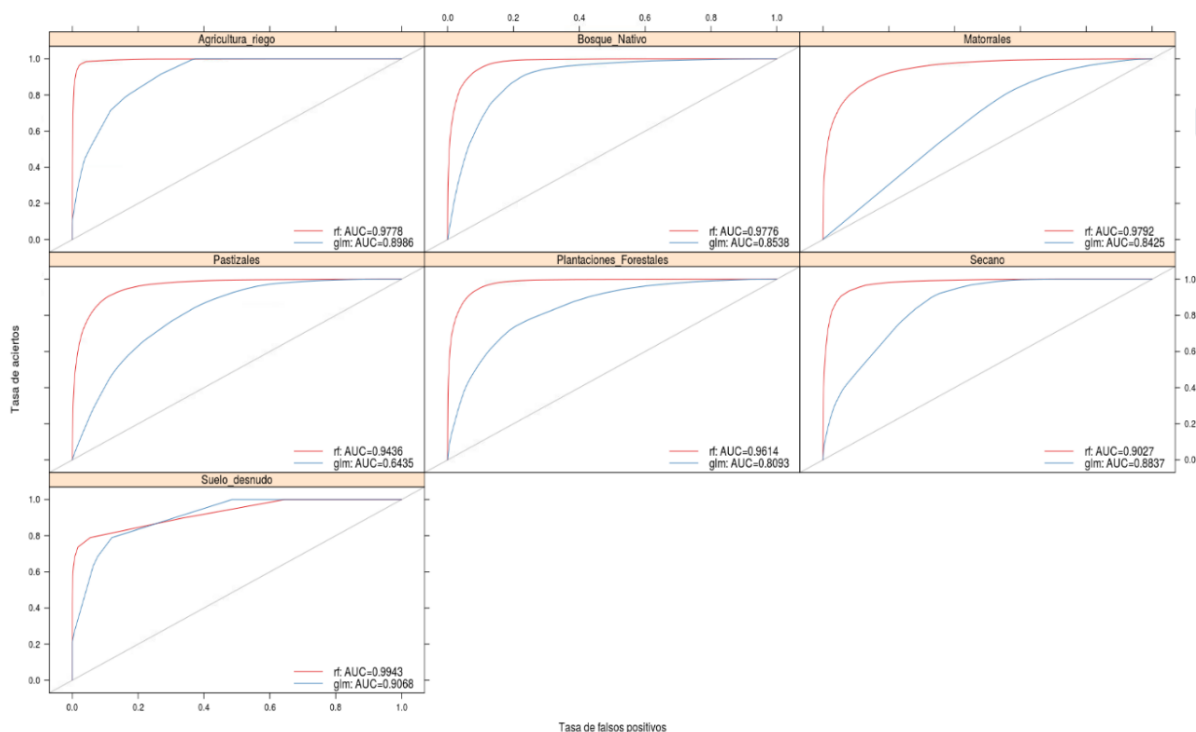 0.0 0.2 0.4 0.6 0.8 1.0
Agricultura_riego
Bosque_Nativo
Matorrales
1.0
0.8
0.6
0.4
0.2
0.0
rf: AUC=0.9778
glm: AUC=0.8986
rf: AUC=0.9776
glm: AUC=0.8538
rf: AUC=0.9792
glm: AUC=0.8425
Pastizales
Plantaciones_Forestales
Secano
Tasa de aciertos
rf: AUC=0.9436
glm: AUC=0.6435
rf: AUC=0.9614
glm: AUC=0.8093
rf: AUC=0.9027
glm: AUC=0.8837
1.0
0.8
0.6
0.4
0.2
0.0
Suelo_desnudo
1.0
0.8
0.6
0.4
0.2
0.0
rf: AUC=0.9943
glm: AUC=0.9068
0.0 0.2 0.4 0.6 0.8 1.0
Tasa de falsos positivos